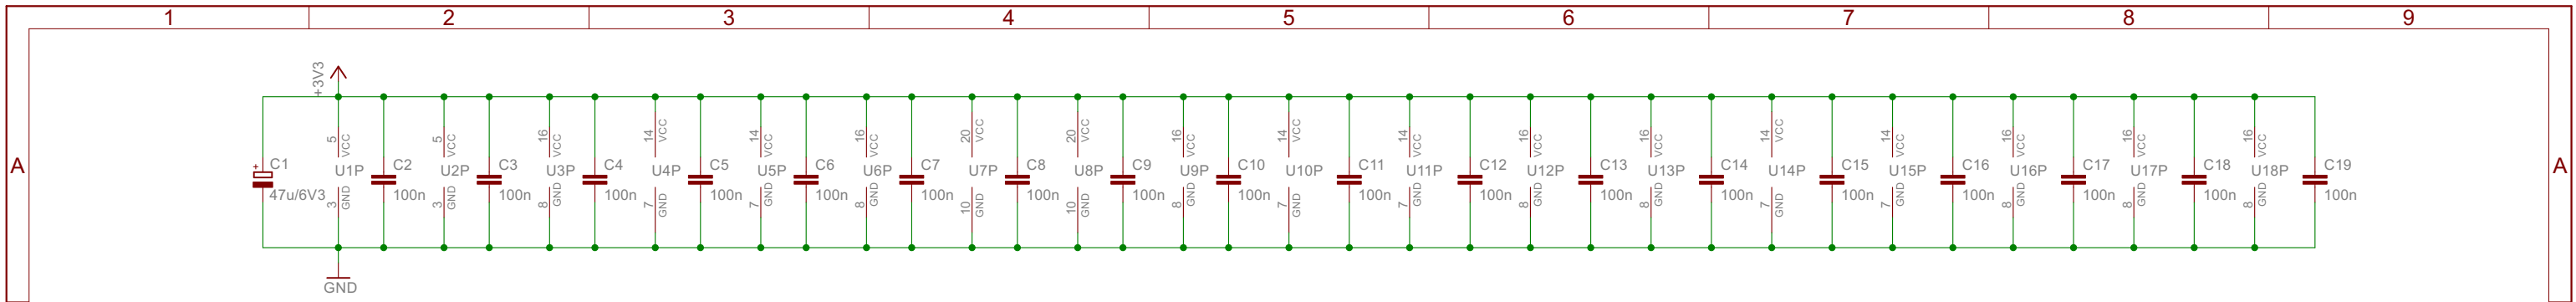 1 2 3 4 5 6 7 8 9
+3V3
5 5 16 14 14 16 20 20 16 14 14 16 16 14 14 16 16 16
VCC VCC VCC VCC VCC VCC VCC VCC VCC VCC VCC VCC VCC VCC VCC VCC VCC VCC
A + C1 U1P C2 U2P C3 U3P C4 U4P C5 U5P C6 U6P C7 U7P C8 U8P C9 U9P C10 U10P C11 U11P C12 U12P C13 U13P C14 U14P C15 U15P C16 U16P C17 U17P C18 U18P C19 A
47u/6V3 100n 100n 100n 100n 100n 100n 100n 100n 100n 100n 100n 100n 100n 100n 100n 100n 100n 100n
3 3 8 7 7 8 10 10 8 7 7 8 8 7 7 8 8 8
GND GND GND GND GND GND GND GND GND GND GND GND GND GND GND GND GND GND
GND